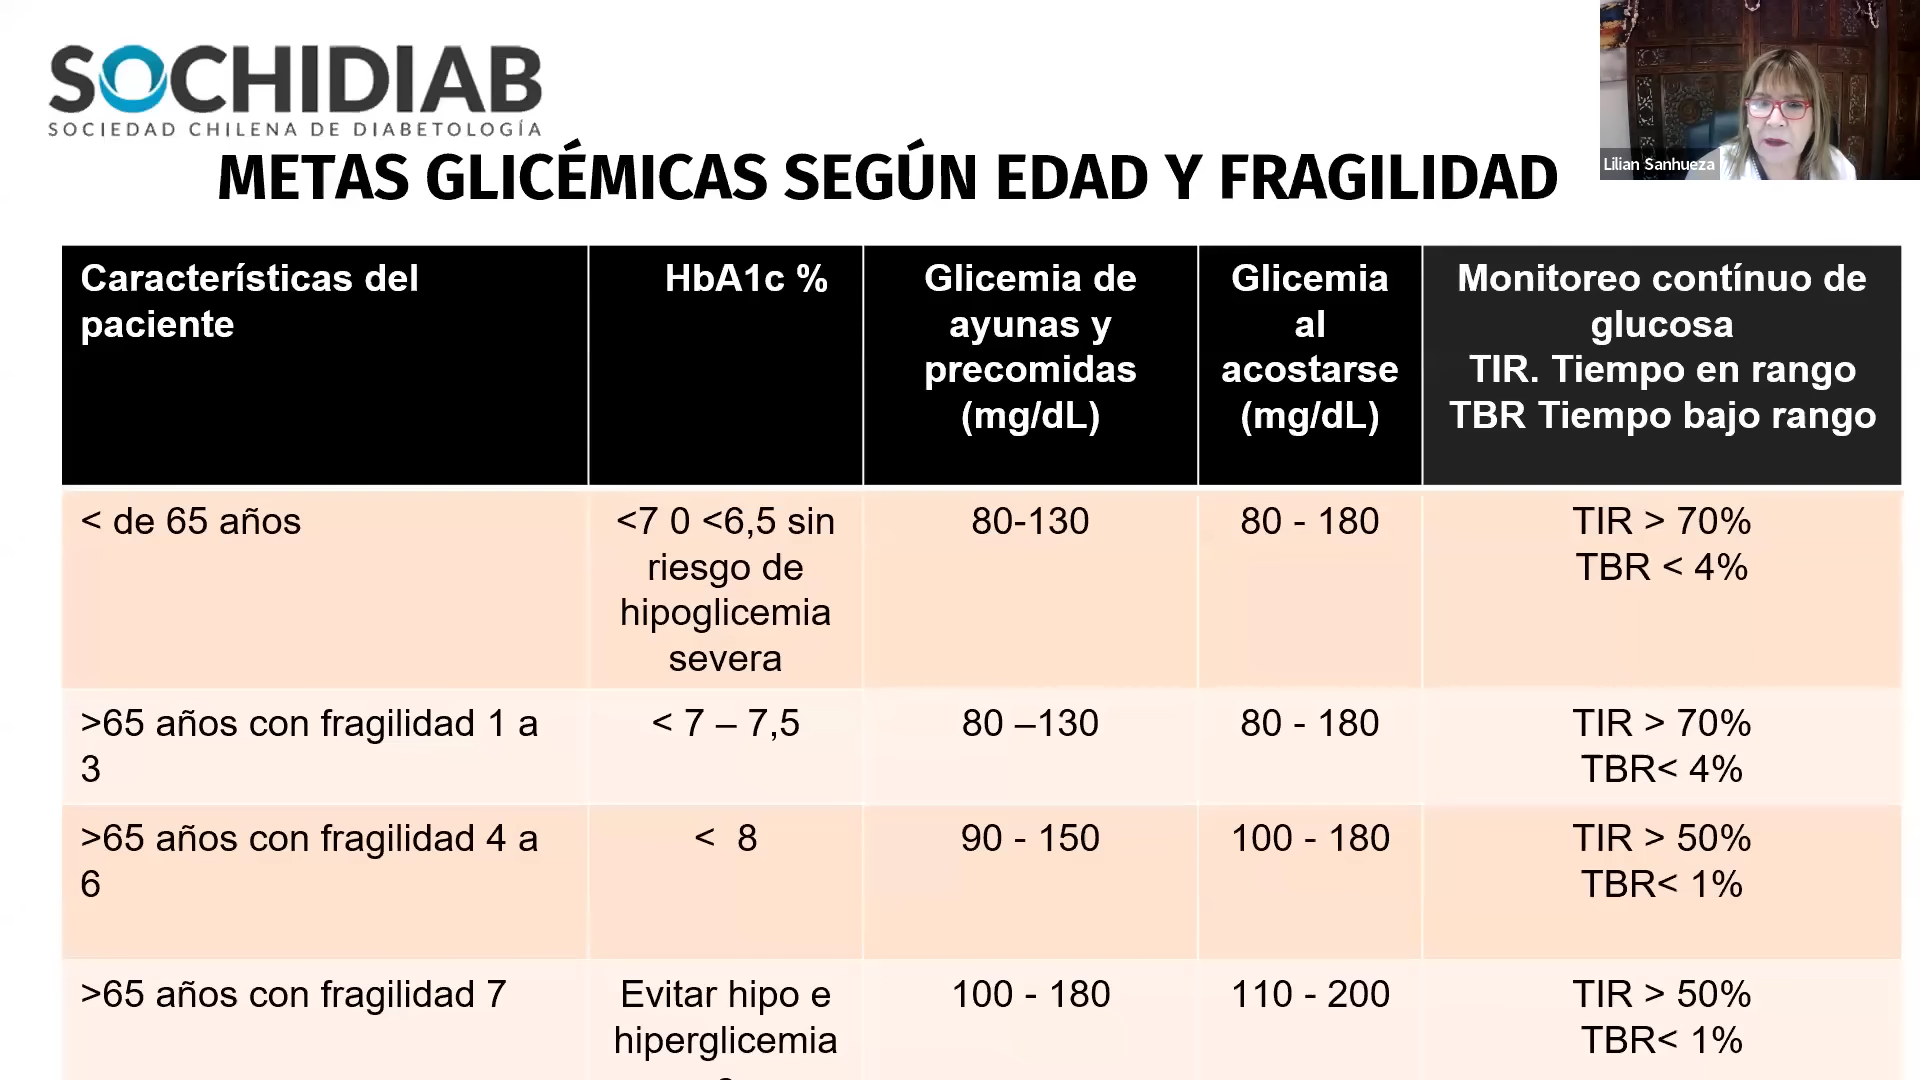 SOCHIDIAB
SOCIEDAD CHILENA DE DIABETOLOGÍA
Lilian Sanhueza
METAS GLICÉMICAS SEGÚN EDAD Y FRAGILIDAD
Características del
paciente
HbA1c %
Glicemia de
ayunas y
precomidas
(mg/dL)
Glicemia
al
acostarse
(mg/dL)
Monitoreo contínuo de
glucosa
TIR. Tiempo en rango
TBR Tiempo bajo rango
< de 65 años
<7 0 <6,5 sin
riesgo de
hipoglicemia
severa
80-130
80 - 180
TIR > 70%
TBR < 4%
>65 años con fragilidad 1 a
3
< 7 – 7,5
80 –130
80 - 180
TIR > 70%
TBR< 4%
>65 años con fragilidad 4 a
6
< 8
90 - 150
100 - 180
TIR > 50%
TBR< 1%
>65 años con fragilidad 7
Evitar hipo e
hiperglicemia
100 - 180
110 - 200
TIR > 50%
TBR< 1%